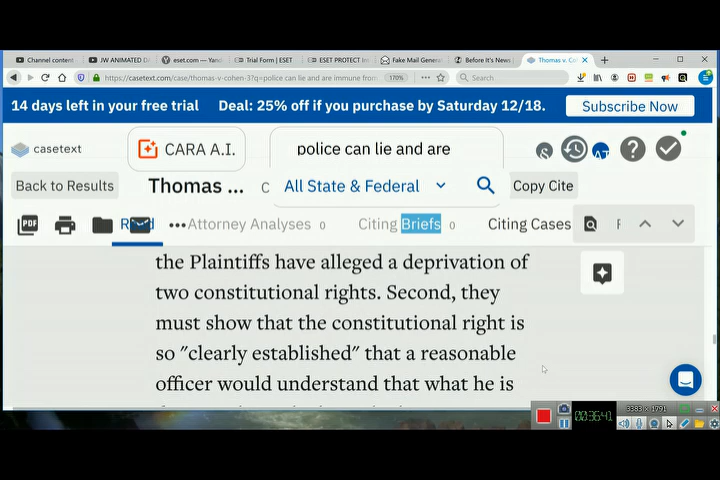 Channel content
JW ANIMATED D
eset.com — Yan
Trial Form | ESET
ESET PROTECT
Fake Mail Genera
Before It's News
Thomas v. C
https://casetext.com/case/thomas-v-cohen-3?q=police can lie and are immune from
170%
Search
14 days left in your free trial Deal: 25% off if you purchase by Saturday 12/18. Subscribe Now
casetext
CARA A.I.
police can lie and are
Back to Results
Thomas ...
C
All State & Federal
Copy Cite
Attorney Analyses 0
Citing Briefs 0
Citing Cases
the Plaintiffs have alleged a deprivation of
two constitutional rights. Second, they
must show that the constitutional right is
so "clearly established" that a reasonable
officer would understand that what he is
00:36:41
3383 x 1791